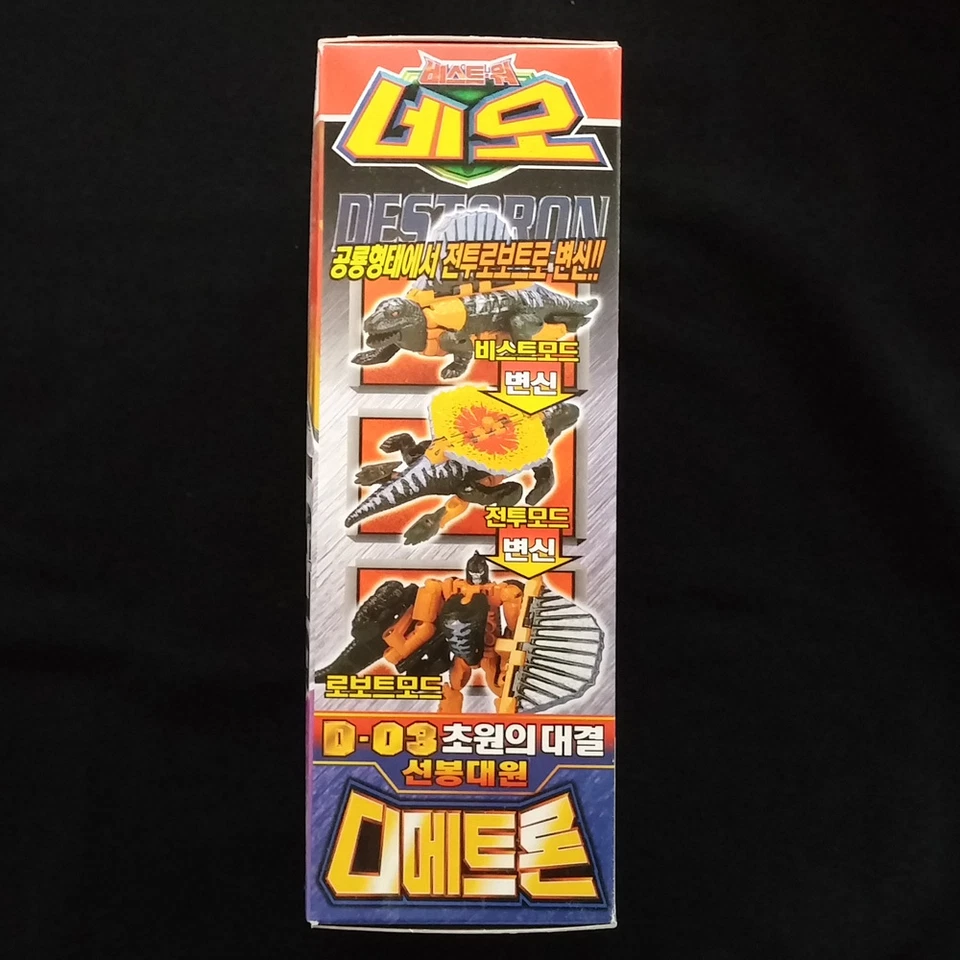 비스트워
네오
DESTORON
공룡형태에서 전투로보트로 변신!!
비스트모드
변신
전투모드
변신
로보트모드
D-03 초원의 대결
선봉대원
디메트론